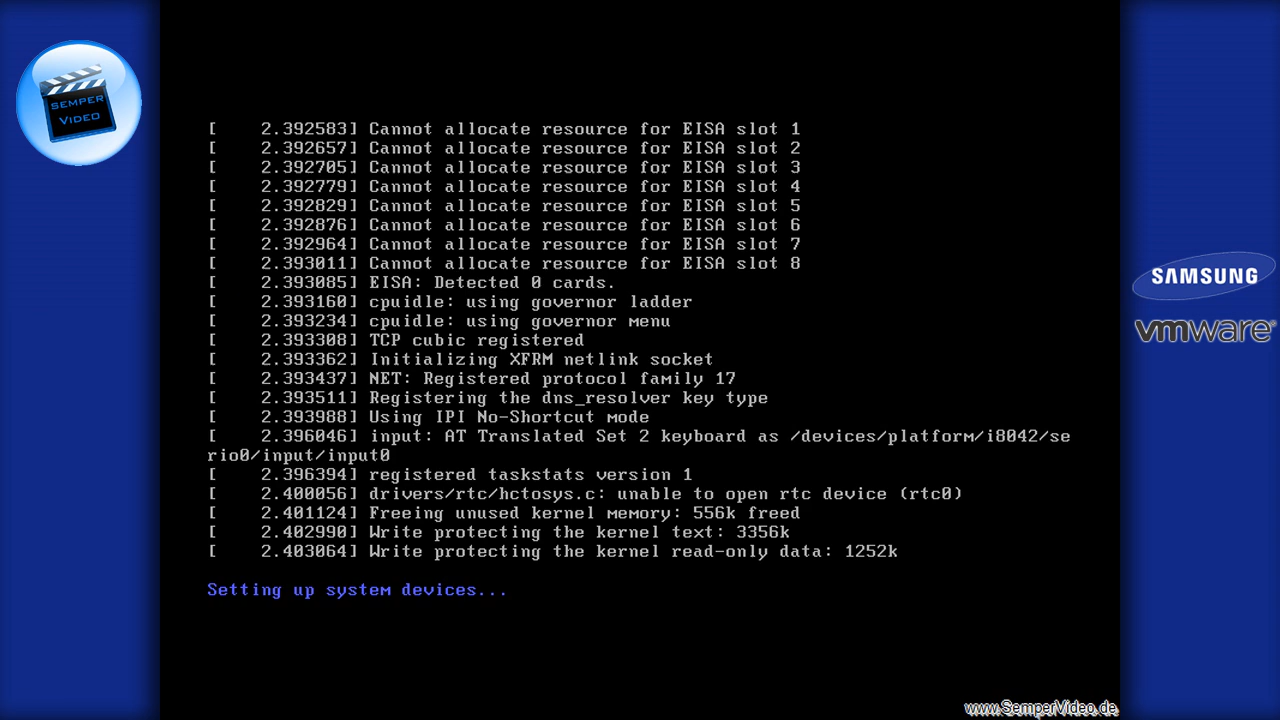 SEMPER
VIDEO
[    2.392583] Cannot allocate resource for EISA slot 1
[    2.392657] Cannot allocate resource for EISA slot 2
[    2.392705] Cannot allocate resource for EISA slot 3
[    2.392779] Cannot allocate resource for EISA slot 4
[    2.392829] Cannot allocate resource for EISA slot 5
[    2.392876] Cannot allocate resource for EISA slot 6
[    2.392964] Cannot allocate resource for EISA slot 7
[    2.393011] Cannot allocate resource for EISA slot 8
[    2.393085] EISA: Detected 0 cards.
[    2.393160] cpuidle: using governor ladder
[    2.393234] cpuidle: using governor menu
[    2.393308] TCP cubic registered
[    2.393362] Initializing XFRM netlink socket
[    2.393437] NET: Registered protocol family 17
[    2.393511] Registering the dns_resolver key type
[    2.393988] Using IPI No-Shortcut mode
[    2.396046] input: AT Translated Set 2 keyboard as /devices/platform/i8042/se
rio0/input/input0
[    2.396394] registered taskstats version 1
[    2.400056] drivers/rtc/hctosys.c: unable to open rtc device (rtc0)
[    2.401124] Freeing unused kernel memory: 556k freed
[    2.402990] Write protecting the kernel text: 3356k
[    2.403064] Write protecting the kernel read-only data: 1252k
Setting up system devices...
SAMSUNG
vmware
www.SemperVideo.de